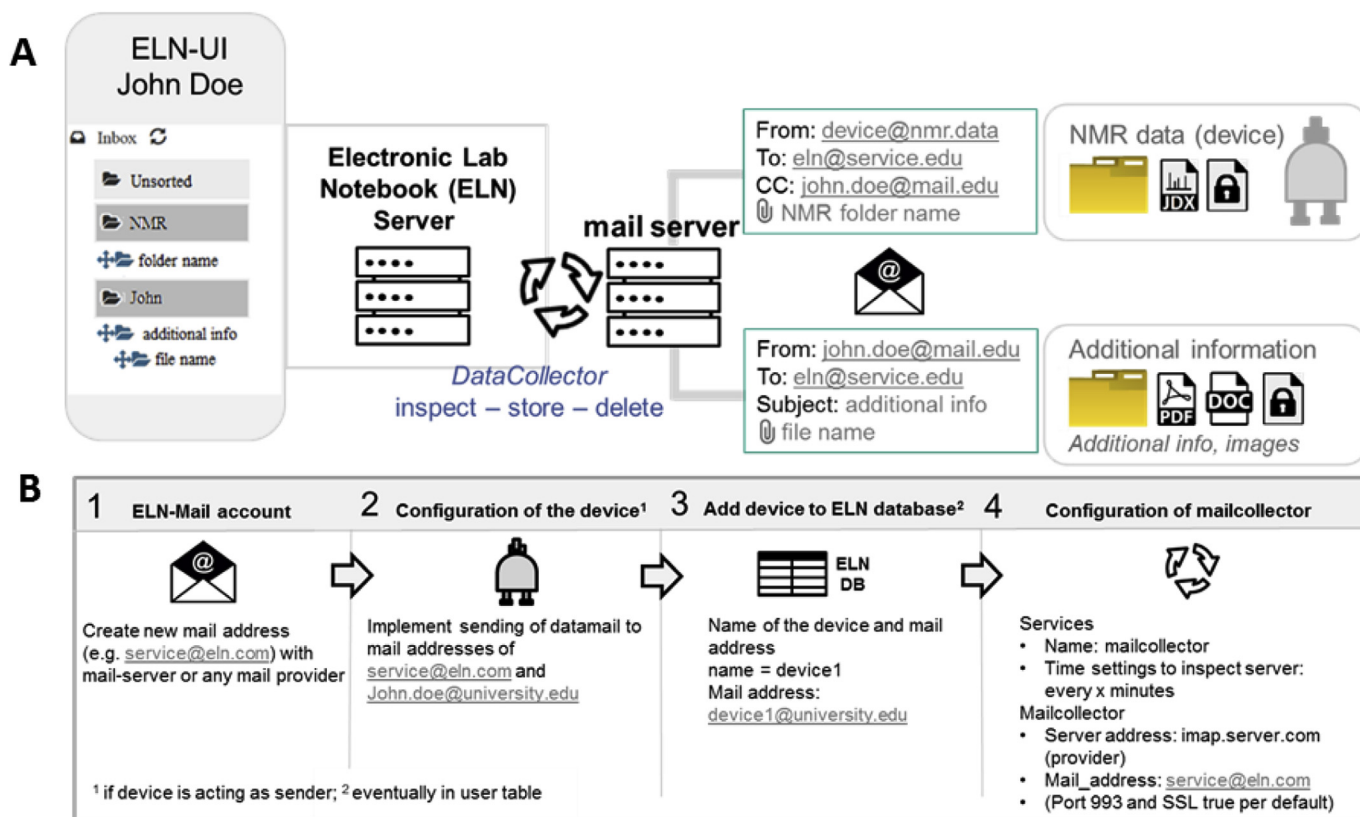 A
ELN-UI
John Doe
Inbox
Unsorted
NMR
folder name
John
additional info
file name
Electronic Lab
Notebook (ELN)
Server
mail server
DataCollector
inspect – store – delete
From: device@nmr.data
To: eln@service.edu
CC: john.doe@mail.edu
NMR folder name
NMR data (device)
JDX
@
From: john.doe@mail.edu
To: eln@service.edu
Subject: additional info
file name
Additional information
PDF
DOC
Additional info, images
B
1 ELN-Mail account
@
Create new mail address
(e.g. service@eln.com) with
mail-server or any mail provider
2 Configuration of the device¹
Implement sending of datamail to
mail addresses of
service@eln.com and
John.doe@university.edu
3 Add device to ELN database²
ELN
DB
Name of the device and mail
address
name = device1
Mail address:
device1@university.edu
4 Configuration of mailcollector
Services
• Name: mailcollector
• Time settings to inspect server:
every x minutes
Mailcollector
• Server address: imap.server.com
(provider)
• Mail_address: service@eln.com
• (Port 993 and SSL true per default)
¹ if device is acting as sender; ² eventually in user table